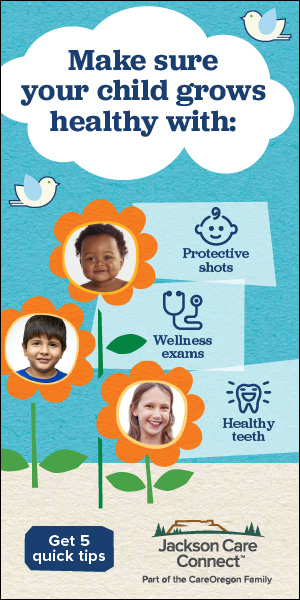 Make sure
your child grows
healthy with:
Protective
shots
Wellness
exams
Healthy
teeth
Get 5
quick tips
Jackson Care
Connect™
Part of the CareOregon Family